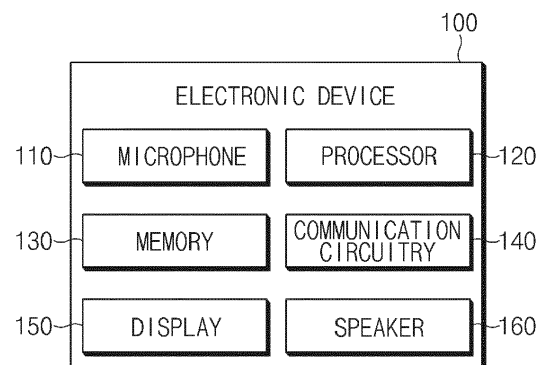 100
ELECTRONIC DEVICE
110 MICROPHONE PROCESSOR 120
130 MEMORY COMMUNICATION CIRCUITRY 140
150 DISPLAY SPEAKER 160